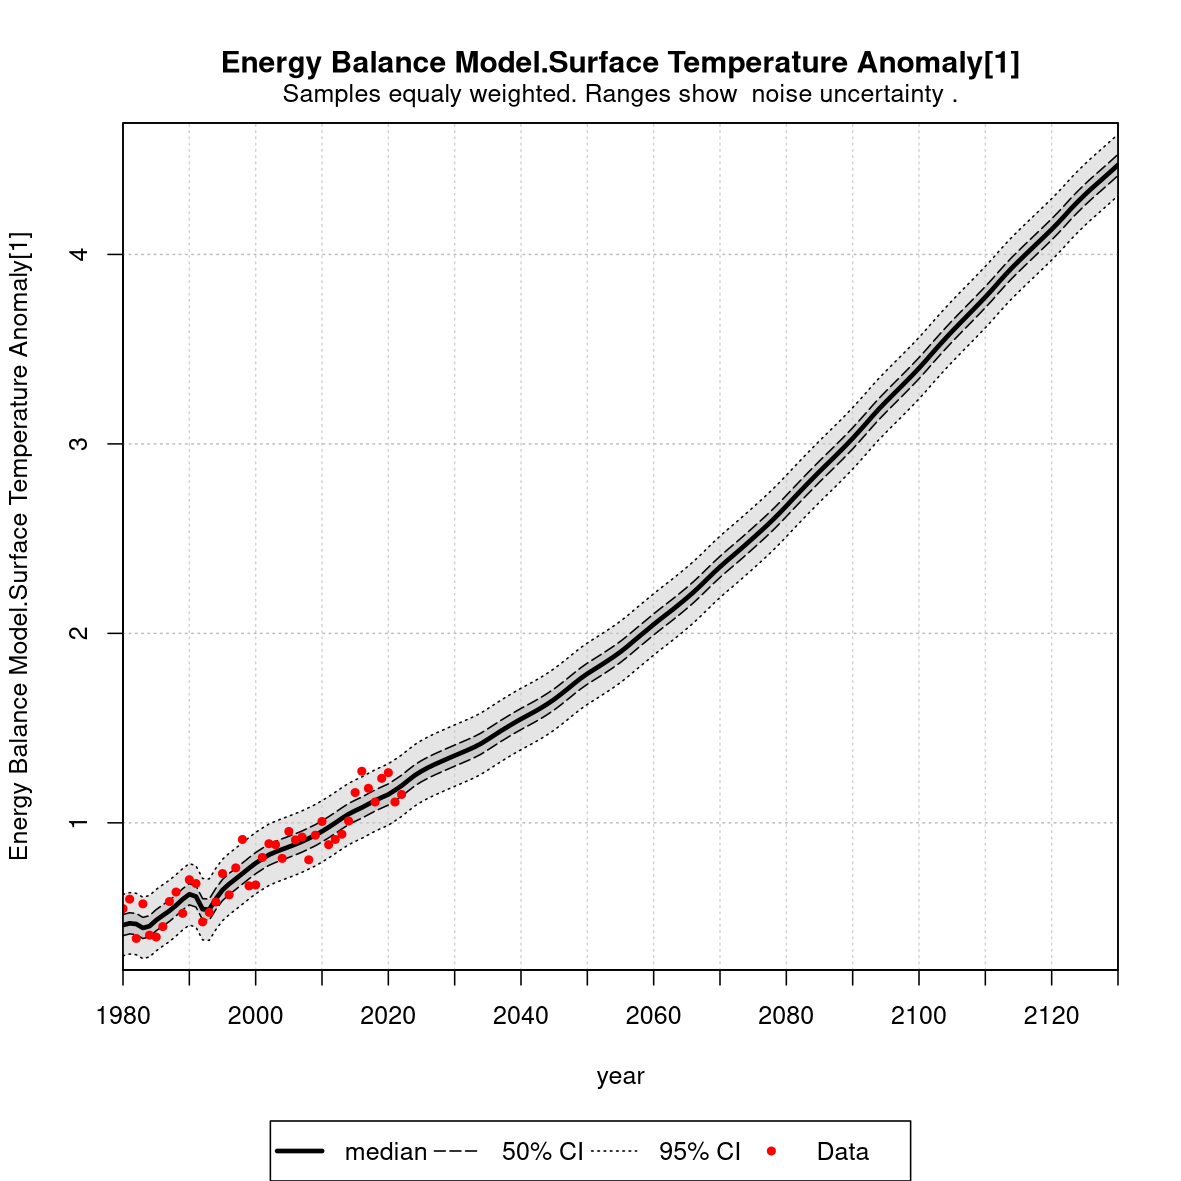 Energy Balance Model.Surface Temperature Anomaly[1]
Samples equaly weighted. Ranges show  noise uncertainty .
Energy Balance Model.Surface Temperature Anomaly[1]
4
3
2
1
1980 2000 2020 2040 2060 2080 2100 2120
year
median 50% CI 95% CI Data